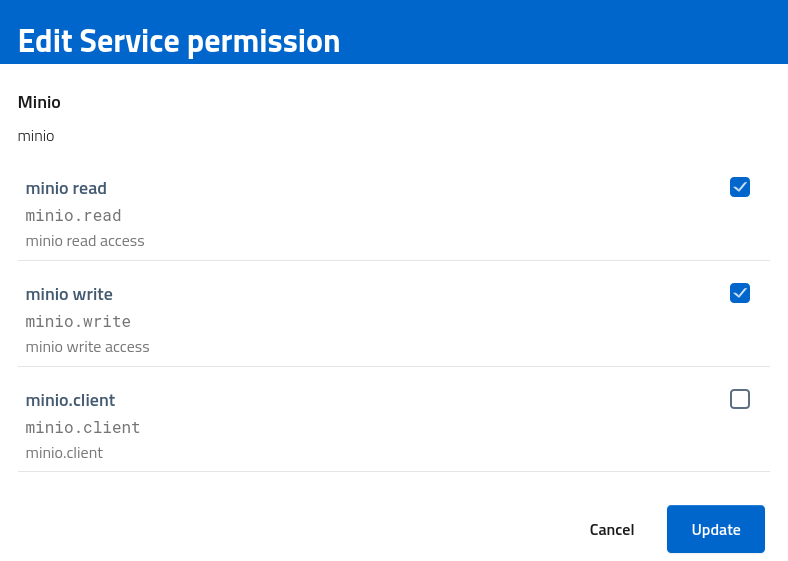 Edit Service permission
Minio
minio
minio read
minio.read
minio read access
minio write
minio.write
minio write access
minio.client
minio.client
minio.client
Cancel Update